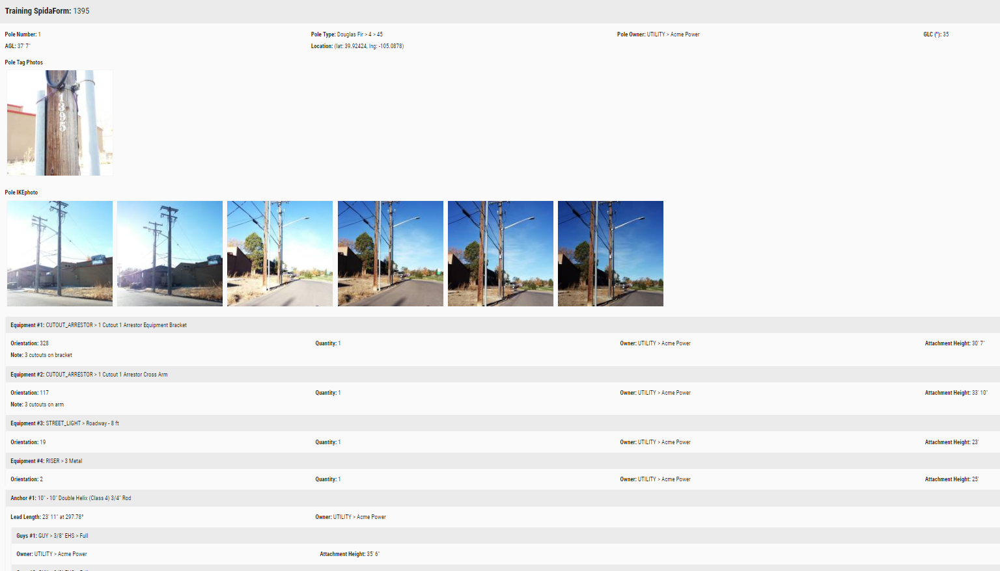 Training SpidaForm: 1395
Pole Number: 1 Pole Type: Douglas Fir > 4 > 45 Pole Owner: UTILITY > Acme Power GLC ("): 35
AGL: 37' 7" Location: (lat: 39.92424, lng: -105.0878)
Pole Tag Photos
1395
Pole IKEphoto
Equipment #1: CUTOUT_ARRESTOR > 1 Cutout 1 Arrestor Equipment Bracket
Orientation: 328 Quantity: 1 Owner: UTILITY > Acme Power Attachment Height: 30' 7"
Note: 3 cutouts on bracket
Equipment #2: CUTOUT_ARRESTOR > 1 Cutout 1 Arrestor Cross Arm
Orientation: 117 Quantity: 1 Owner: UTILITY > Acme Power Attachment Height: 33' 10"
Note: 3 cutouts on arm
Equipment #3: STREET_LIGHT > Roadway - 8 ft
Orientation: 19 Quantity: 1 Owner: UTILITY > Acme Power Attachment Height: 23'
Equipment #4: RISER > 3 Metal
Orientation: 2 Quantity: 1 Owner: UTILITY > Acme Power Attachment Height: 25'
Anchor #1: 10" - 10" Double Helix (Class 4) 3/4" Rod
Lead Length: 23' 11" at 297.78° Owner: UTILITY > Acme Power
Guys #1: GUY > 3/8" EHS > Full
Owner: UTILITY > Acme Power Attachment Height: 35' 6"